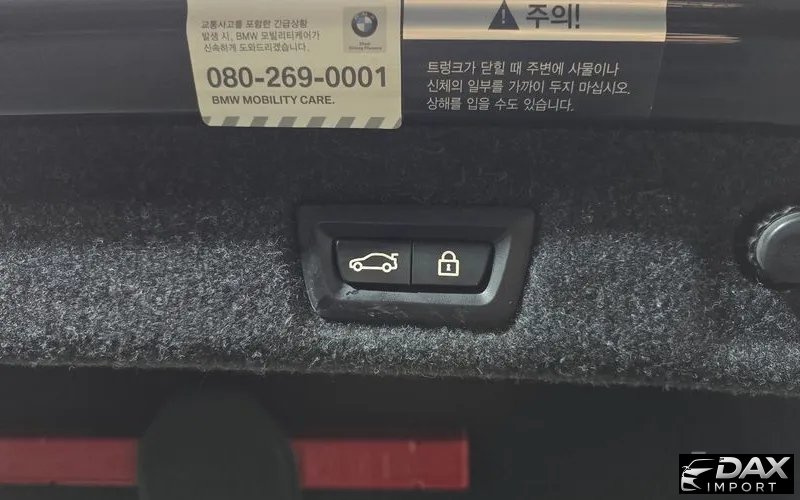 교통사고를 포함한 긴급상황
발생 시, BMW 모빌리티케어가
신속하게 도와드리겠습니다.
080-269-0001
BMW MOBILITY CARE.
주의!
트렁크가 닫힐 때 주변에 사물이나
신체의 일부를 가까이 두지 마십시오.
상해를 입을 수도 있습니다.
DAX
IMPORT